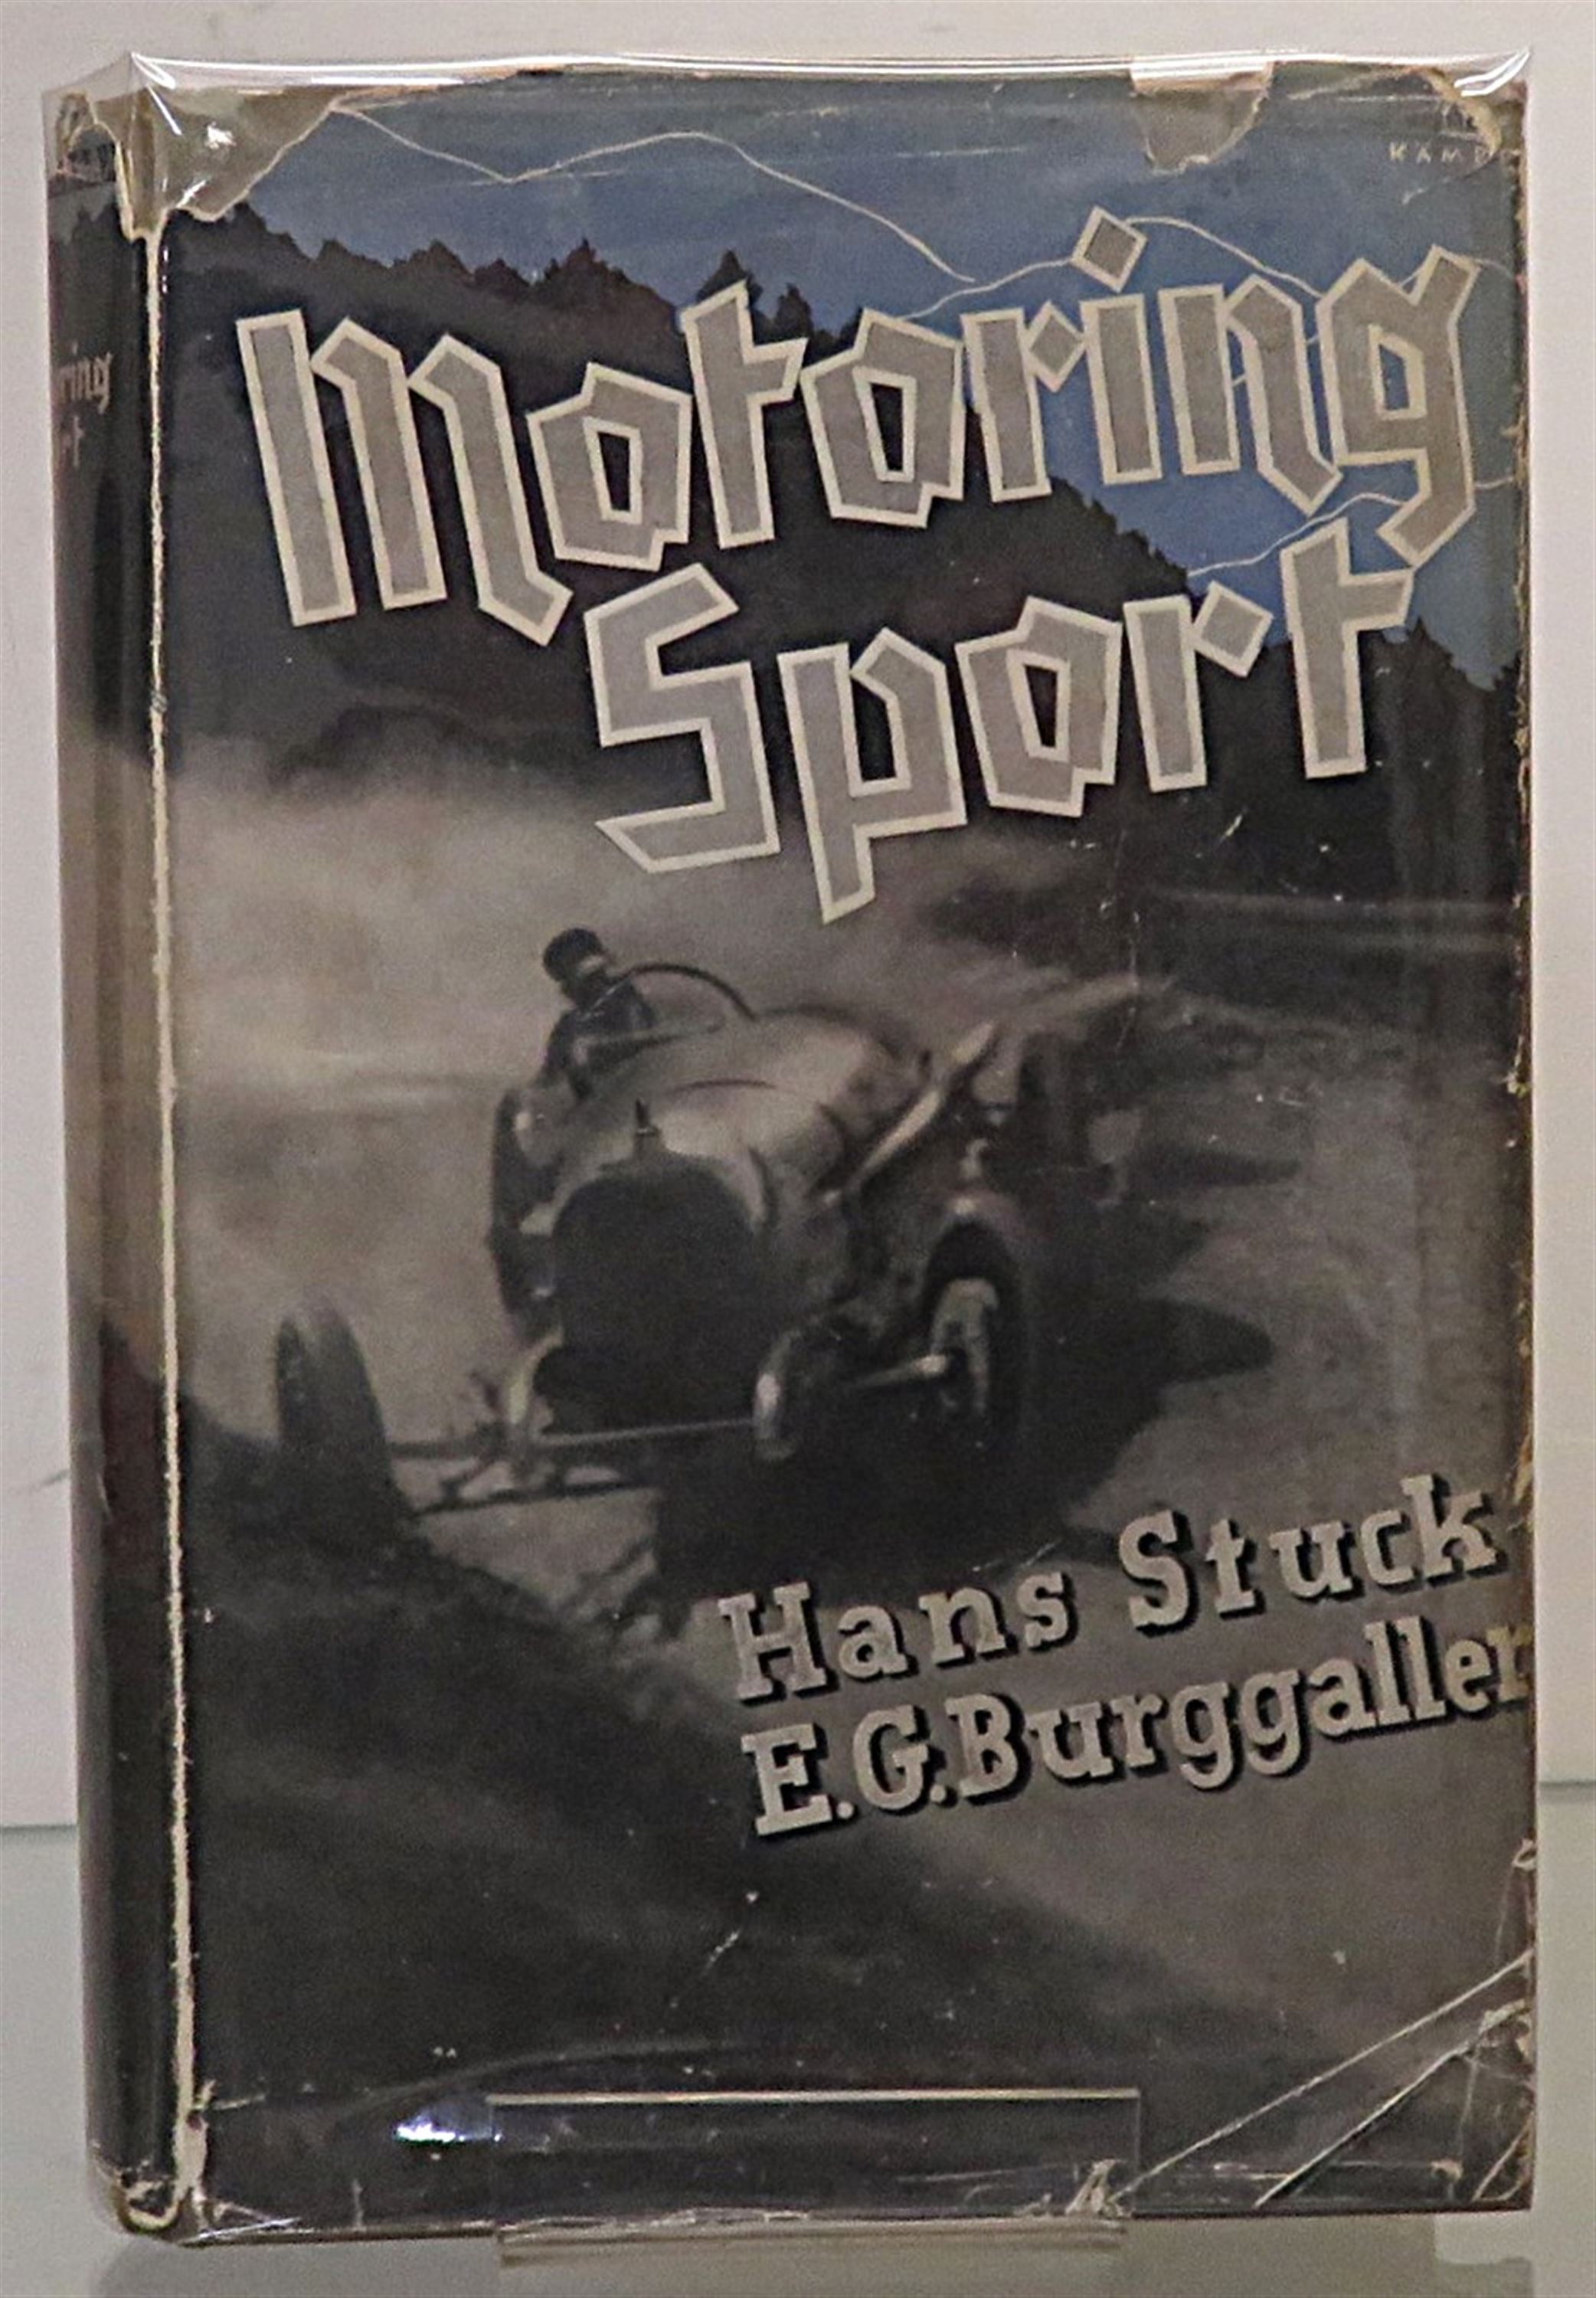 Motoring
Sport
Hans Stuck
E.G.Burggaller